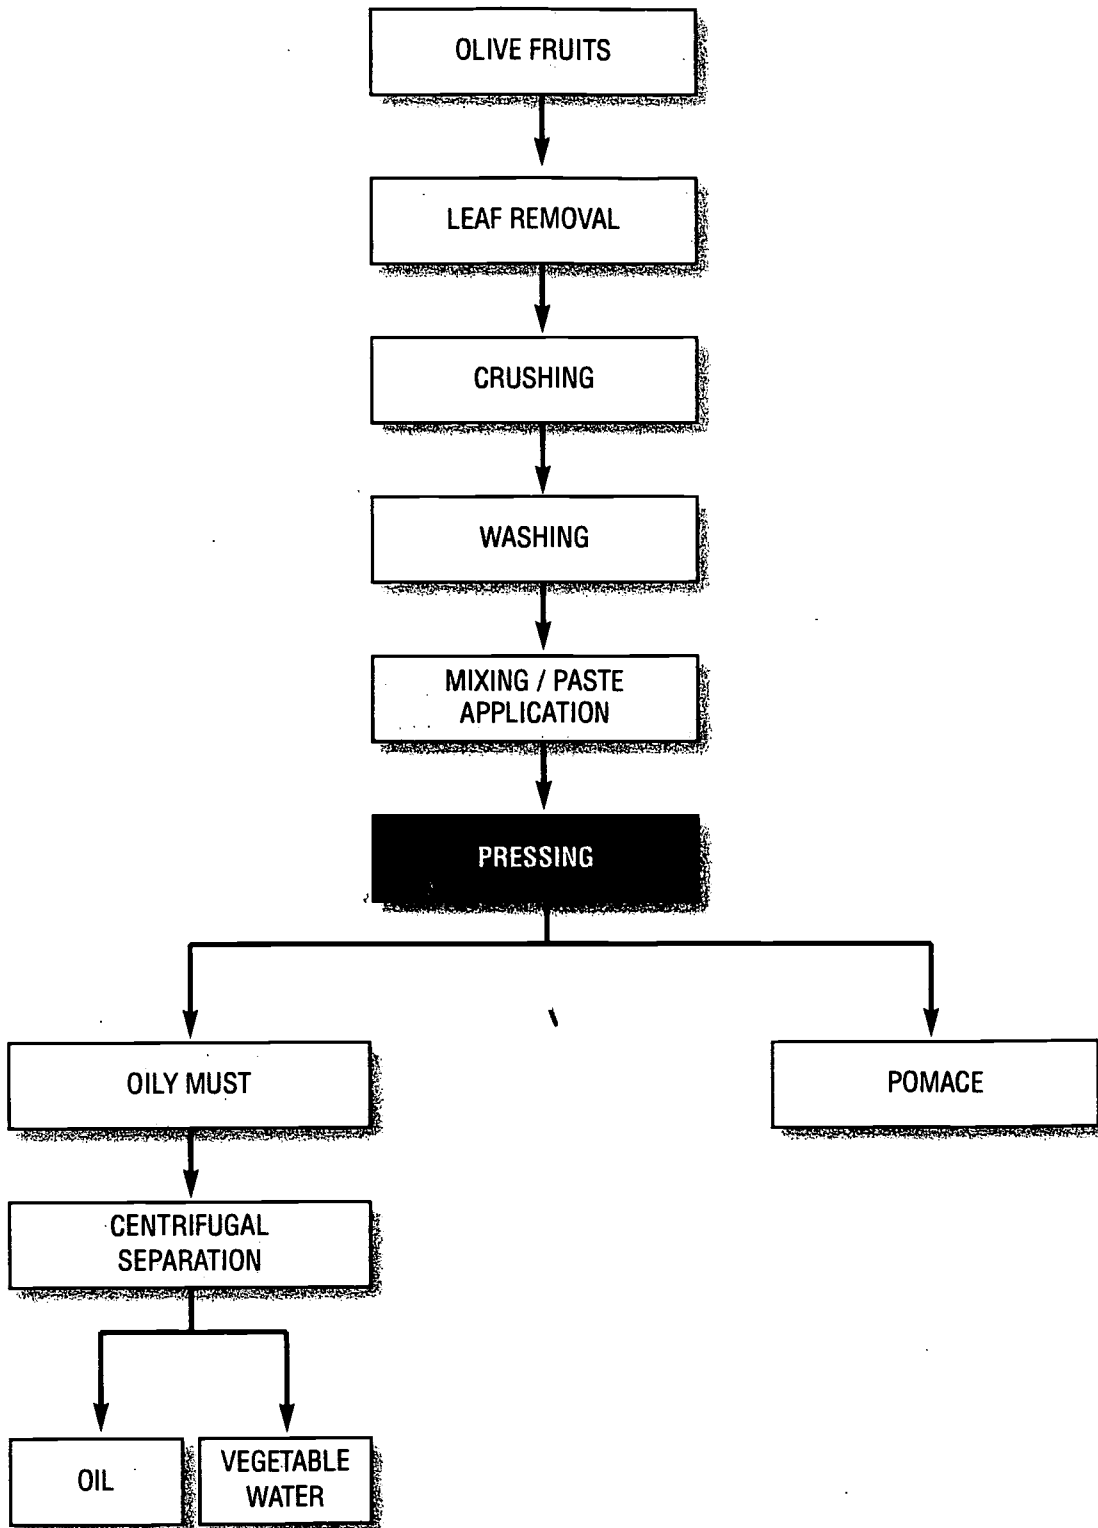 OLIVE FRUITS
LEAF REMOVAL
CRUSHING
WASHING
MIXING / PASTE
APPLICATION
PRESSING
OILY MUST
POMACE
CENTRIFUGAL
SEPARATION
OIL
VEGETABLE
WATER